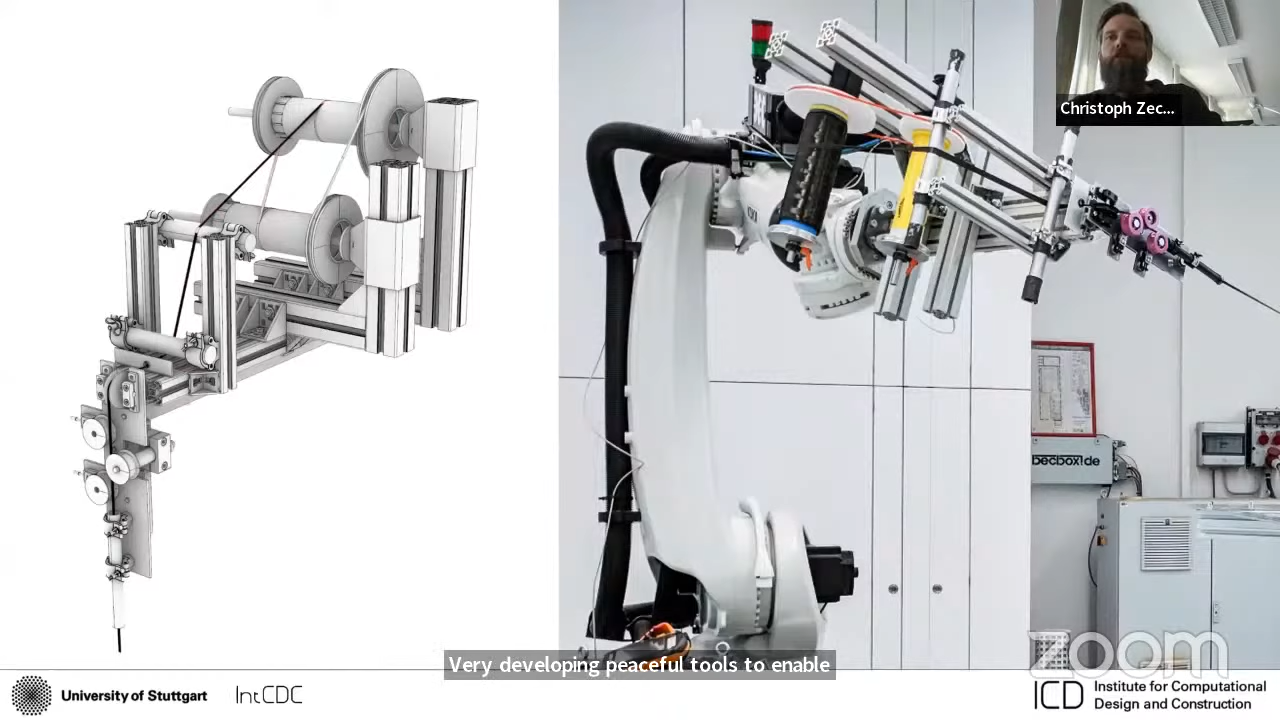 Christoph Zec...
becbox!de
Very developing peaceful tools to enable
zoom
University of Stuttgart
IntCDC
ICD
Institute for Computational
Design and Construction